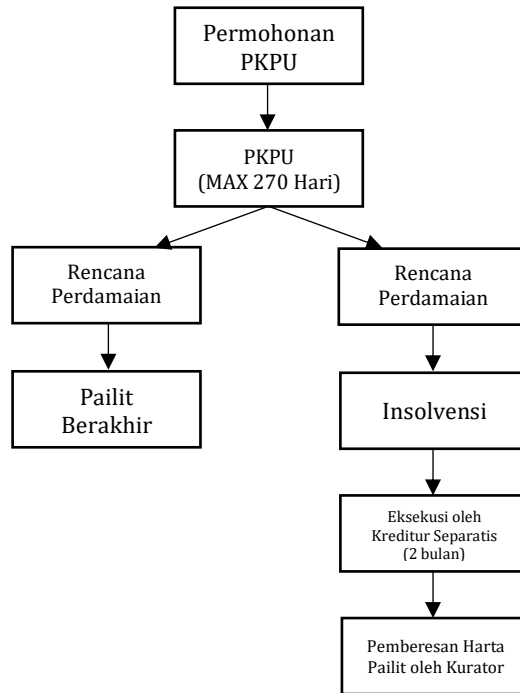 Permohonan
PKPU
PKPU
(MAX 270 Hari)
Rencana
Perdamaian
Rencana
Perdamaian
Pailit
Berakhir
Insolvensi
Eksekusi oleh
Kreditur Separatis
(2 bulan)
Pemberesan Harta
Pailit oleh Kurator